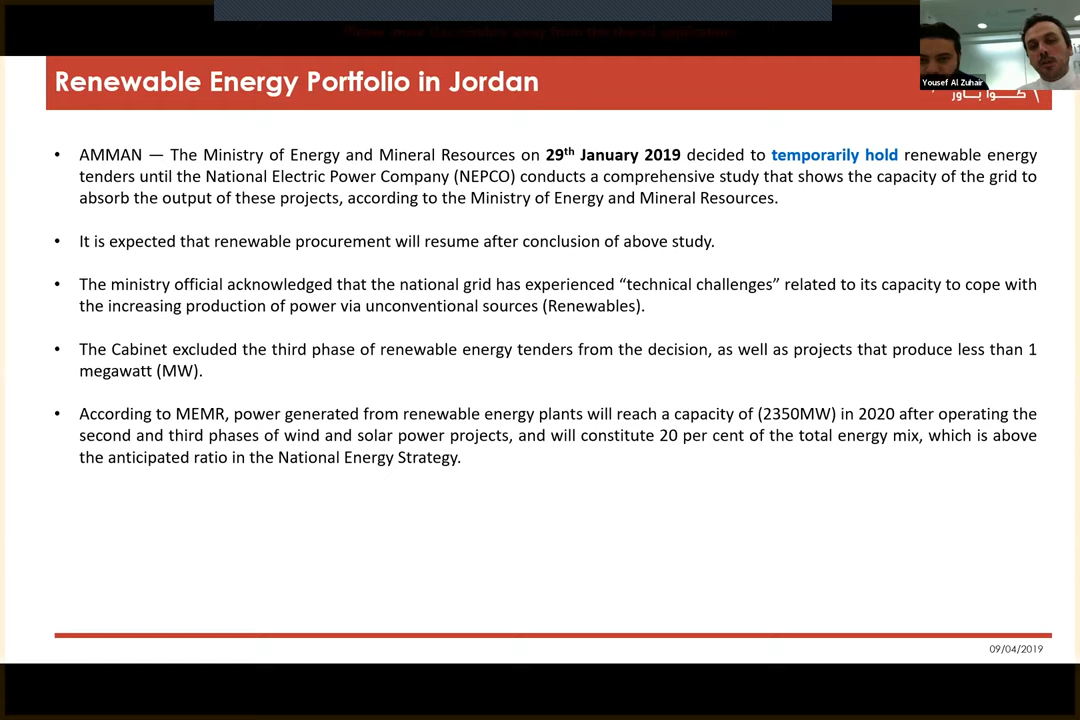 Renewable Energy Portfolio in Jordan
Yousef Al Zuhair
أكوا باور
• AMMAN — The Ministry of Energy and Mineral Resources on 29th January 2019 decided to temporarily hold renewable energy
tenders until the National Electric Power Company (NEPCO) conducts a comprehensive study that shows the capacity of the grid to
absorb the output of these projects, according to the Ministry of Energy and Mineral Resources.
• It is expected that renewable procurement will resume after conclusion of above study.
• The ministry official acknowledged that the national grid has experienced “technical challenges” related to its capacity to cope with
the increasing production of power via unconventional sources (Renewables).
• The Cabinet excluded the third phase of renewable energy tenders from the decision, as well as projects that produce less than 1
megawatt (MW).
• According to MEMR, power generated from renewable energy plants will reach a capacity of (2350MW) in 2020 after operating the
second and third phases of wind and solar power projects, and will constitute 20 per cent of the total energy mix, which is above
the anticipated ratio in the National Energy Strategy.
09/04/2019